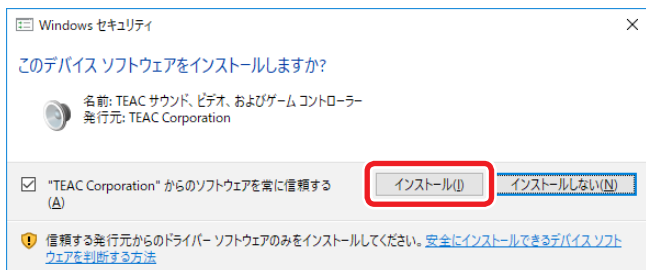 Windows セキュリティ
このデバイス ソフトウェアをインストールしますか?
名前: TEAC サウンド、ビデオ、およびゲーム コントローラー
発行元: TEAC Corporation
"TEAC Corporation" からのソフトウェアを常に信頼する
(A)
インストール(I)
インストールしない(N)
信頼する発行元からのドライバー ソフトウェアのみをインストールしてください。安全にインストールできるデバイス ソフト
ウェアを判断する方法